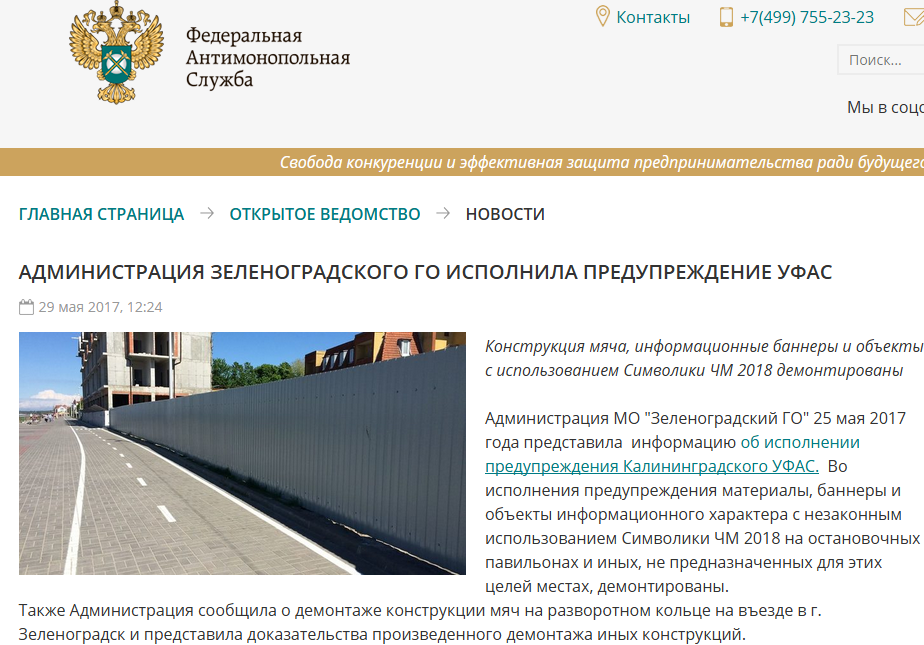 Федеральная
Антимонопольная
Служба
Контакты
+7(499) 755-23-23
Поиск...
Мы в соцс
Свобода конкуренции и эффективная защита предпринимательства ради будущего
ГЛАВНАЯ СТРАНИЦА → ОТКРЫТОЕ ВЕДОМСТВО → НОВОСТИ
АДМИНИСТРАЦИЯ ЗЕЛЕНОГРАДСКОГО ГО ИСПОЛНИЛА ПРЕДУПРЕЖДЕНИЕ УФАС
29 мая 2017, 12:24
Конструкция мяча, информационные баннеры и объекты
с использованием Символики ЧМ 2018 демонтированы
Администрация МО "Зеленоградский ГО" 25 мая 2017
года представила информацию об исполнении
предупреждения Калининградского УФАС. Во
исполнения предупреждения материалы, баннеры и
объекты информационного характера с незаконным
использованием Символики ЧМ 2018 на остановочных
павильонах и иных, не предназначенных для этих
целей местах, демонтированы.
Также Администрация сообщила о демонтаже конструкции мяч на разворотном кольце на въезде в г.
Зеленоградск и представила доказательства произведенного демонтажа иных конструкций.